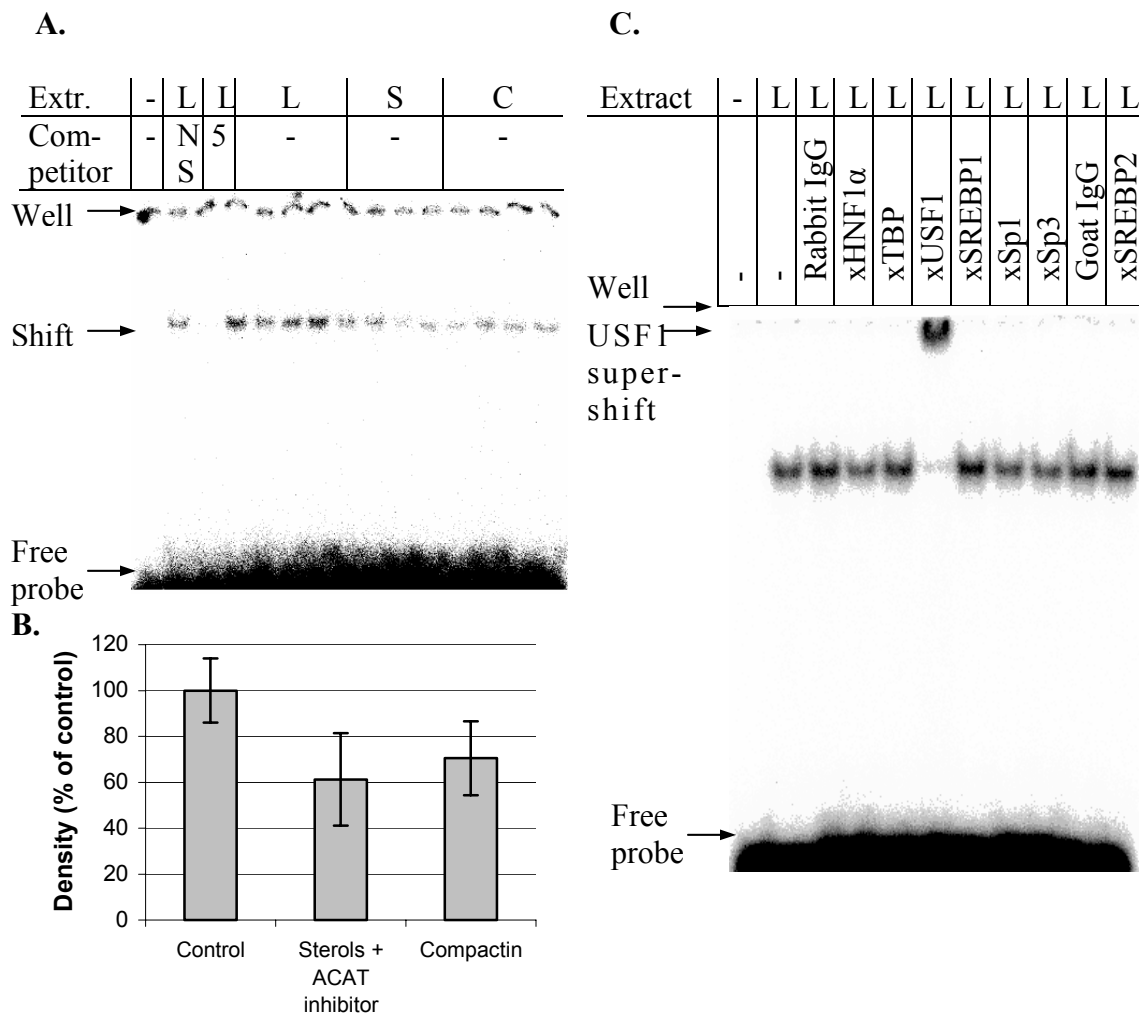 A.
Extr. - L L L S C
Com-petitor - N S 5 - - -
Well
Shift
Free probe
B.
Density (% of control)
120
100
80
60
40
20
0
Control
Sterols + ACAT inhibitor
Compactin
C.
Extract - L L L L L L L L L L
- - Rabbit IgG xHNF1α xTBP xUSF1 xSREBP1 xSp1 xSp3 Goat IgG xSREBP2
Well
USF1 super-shift
Free probe